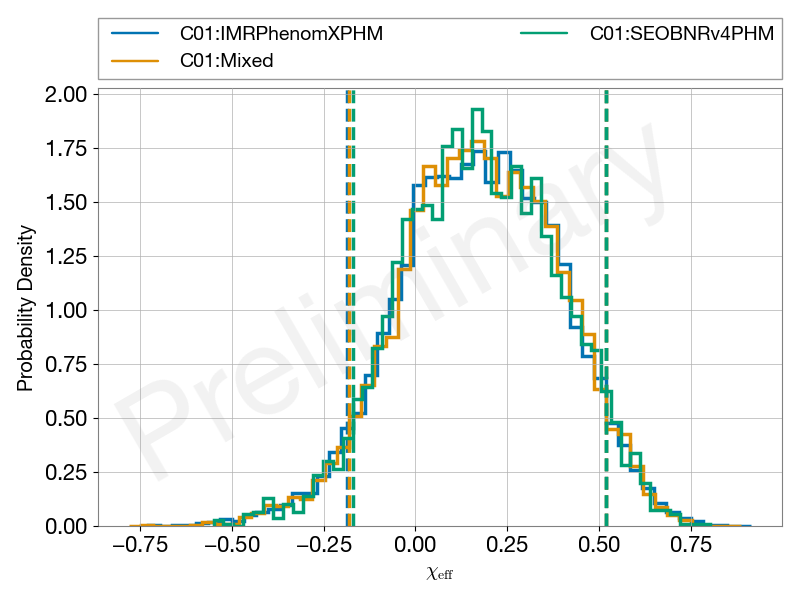 C01:IMRPhenomXPHM
C01:SEOBNRv4PHM
C01:Mixed
2.00
1.75
1.50
1.25
1.00
0.75
0.50
0.25
0.00
Probability Density
Preliminary
−0.75
−0.50
−0.25
0.00
0.25
0.50
0.75
χeff